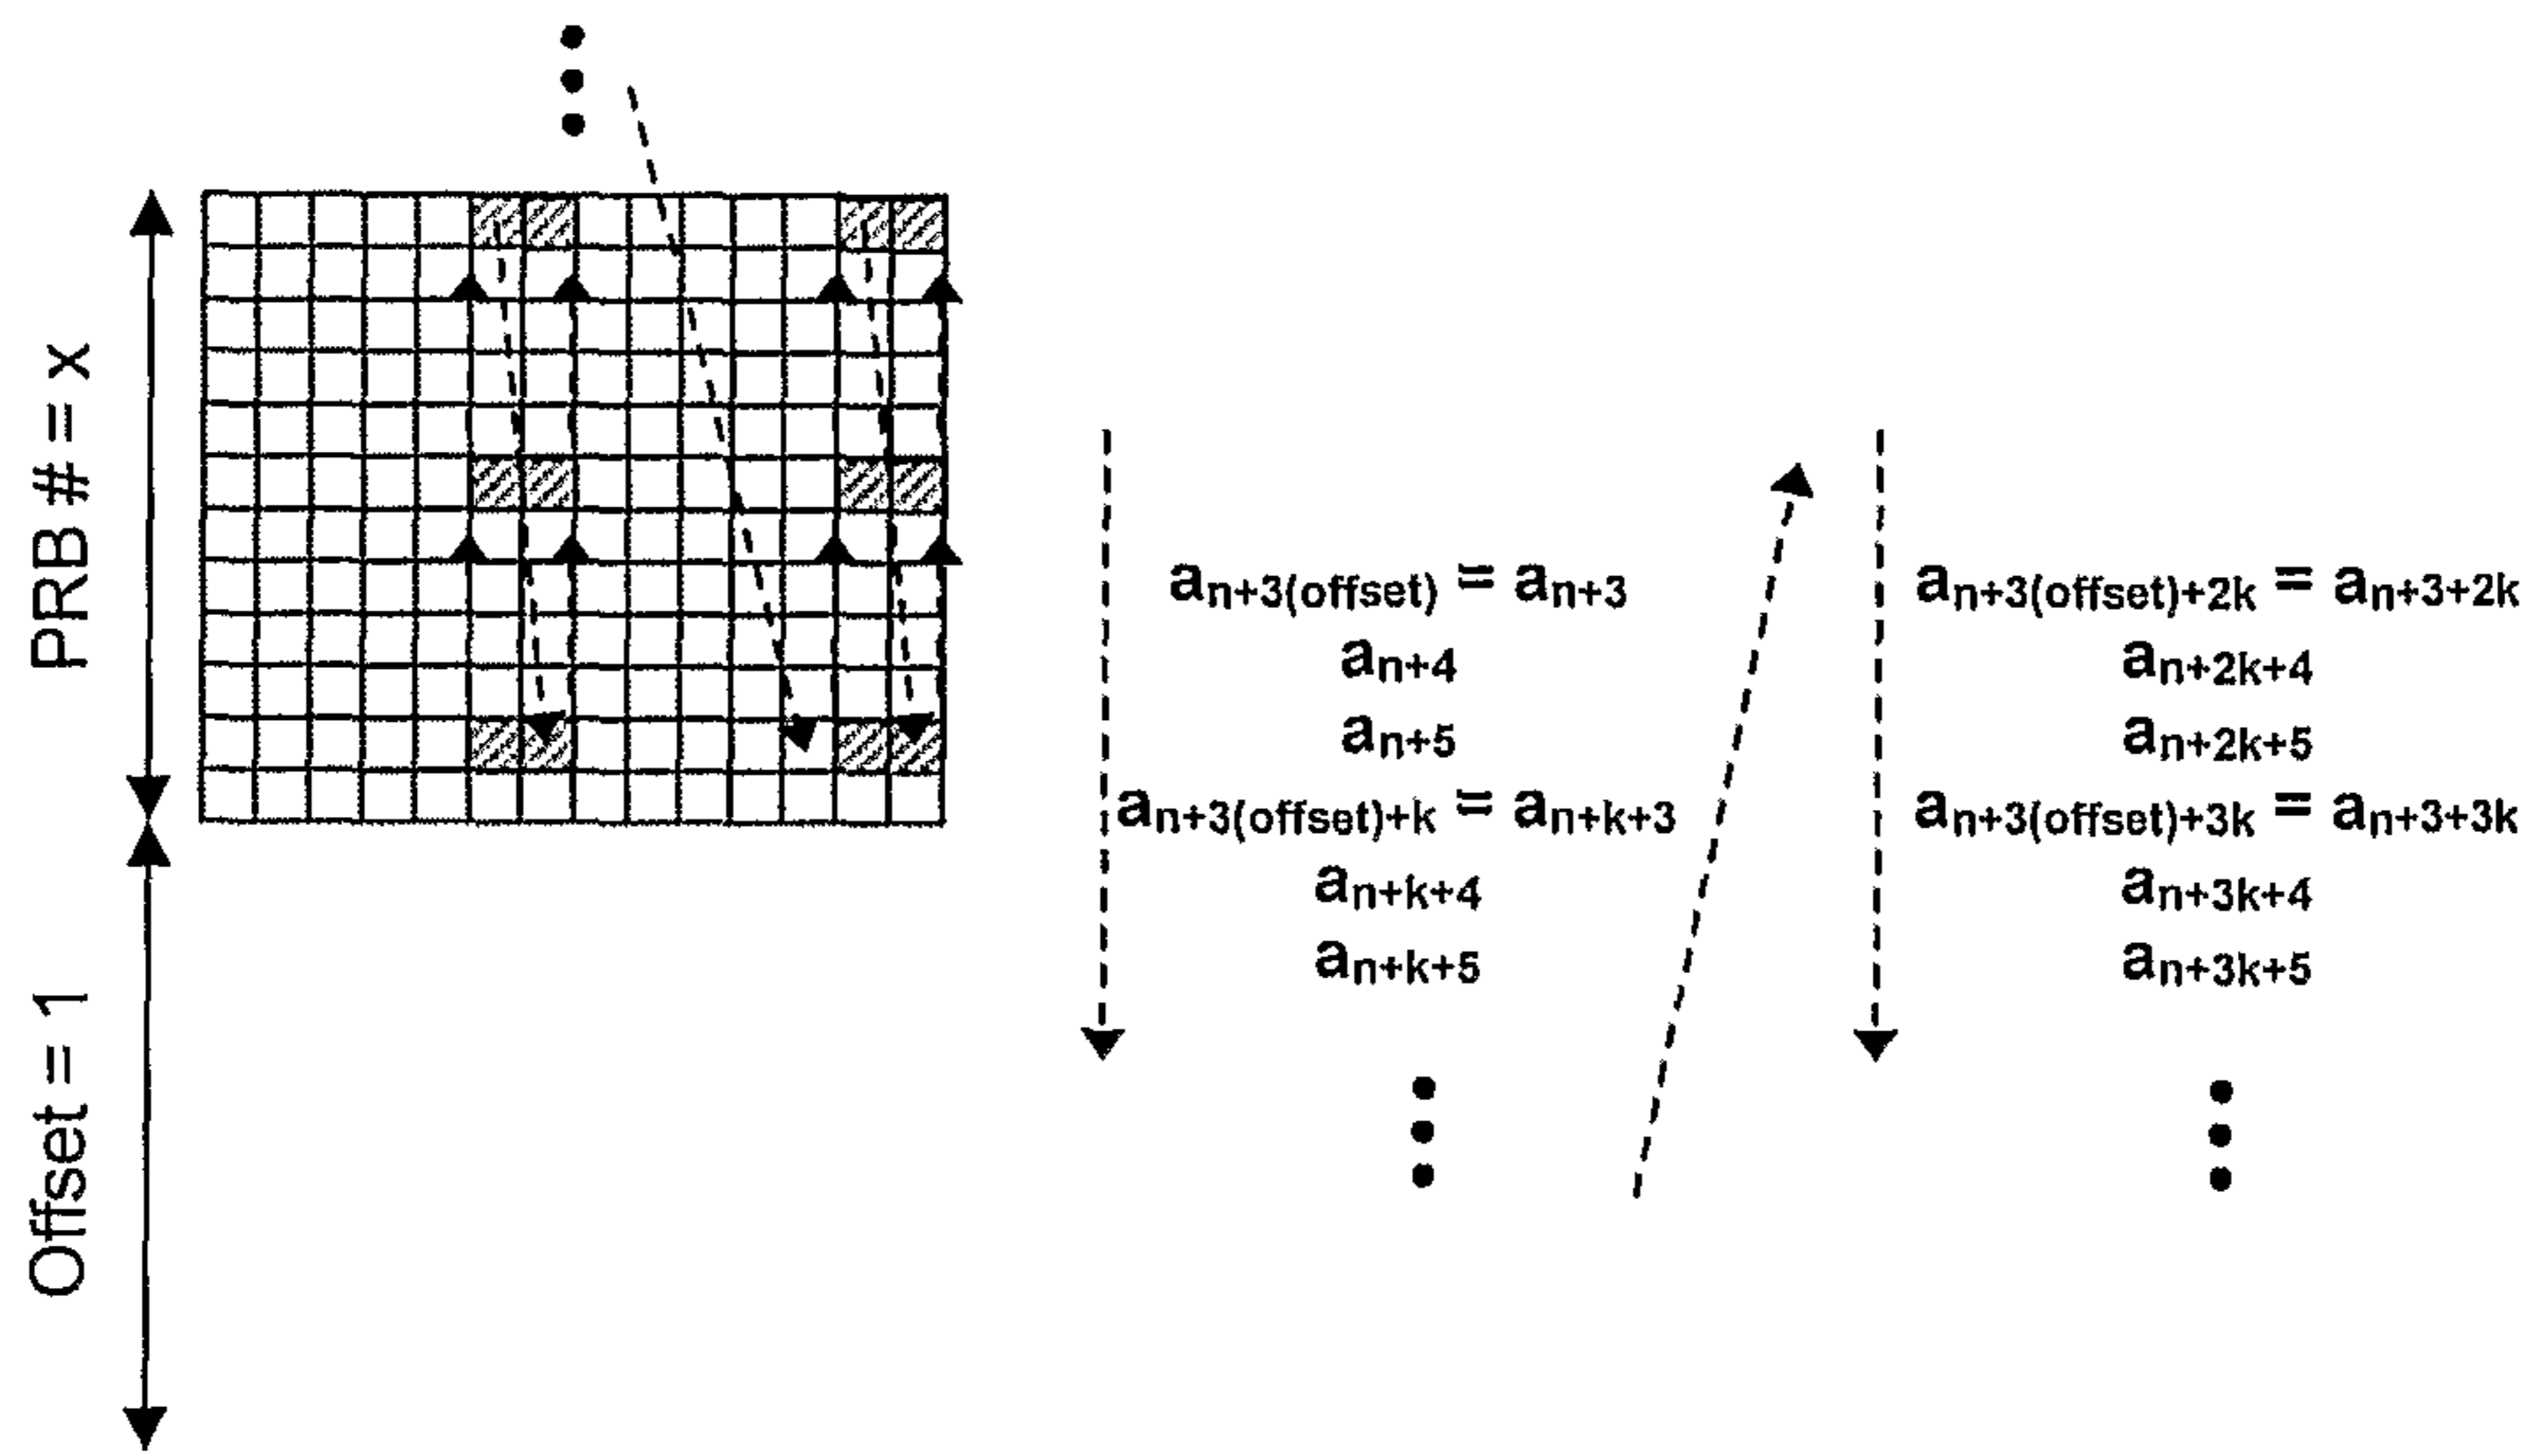 PRB # = x
Offset = 1
an+3(offset) = an+3
an+4
an+5
an+3(offset)+k = an+k+3
an+k+4
an+k+5
an+3(offset)+2k = an+3+2k
an+2k+4
an+2k+5
an+3(offset)+3k = an+3+3k
an+3k+4
an+3k+5